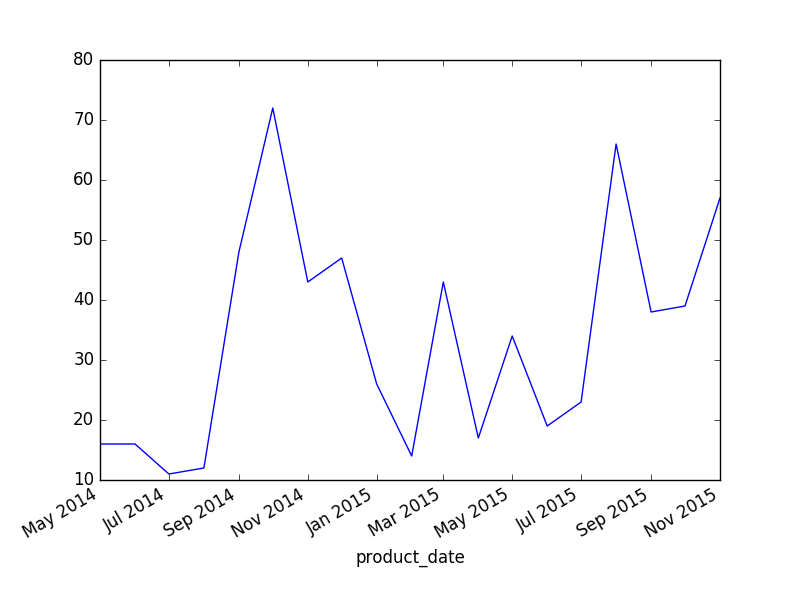 80
70
60
50
40
30
20
10
May 2014
Jul 2014
Sep 2014
Nov 2014
Jan 2015
Mar 2015
May 2015
Jul 2015
Sep 2015
Nov 2015
product_date